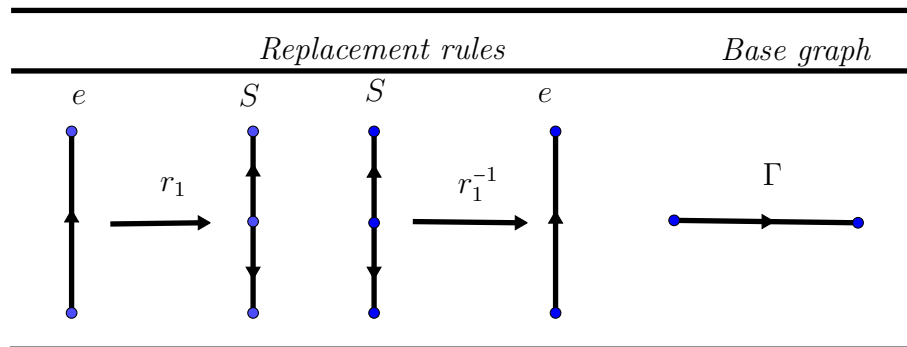 Replacement rules Base graph
e S S e
r₁ r₁⁻¹ Γ